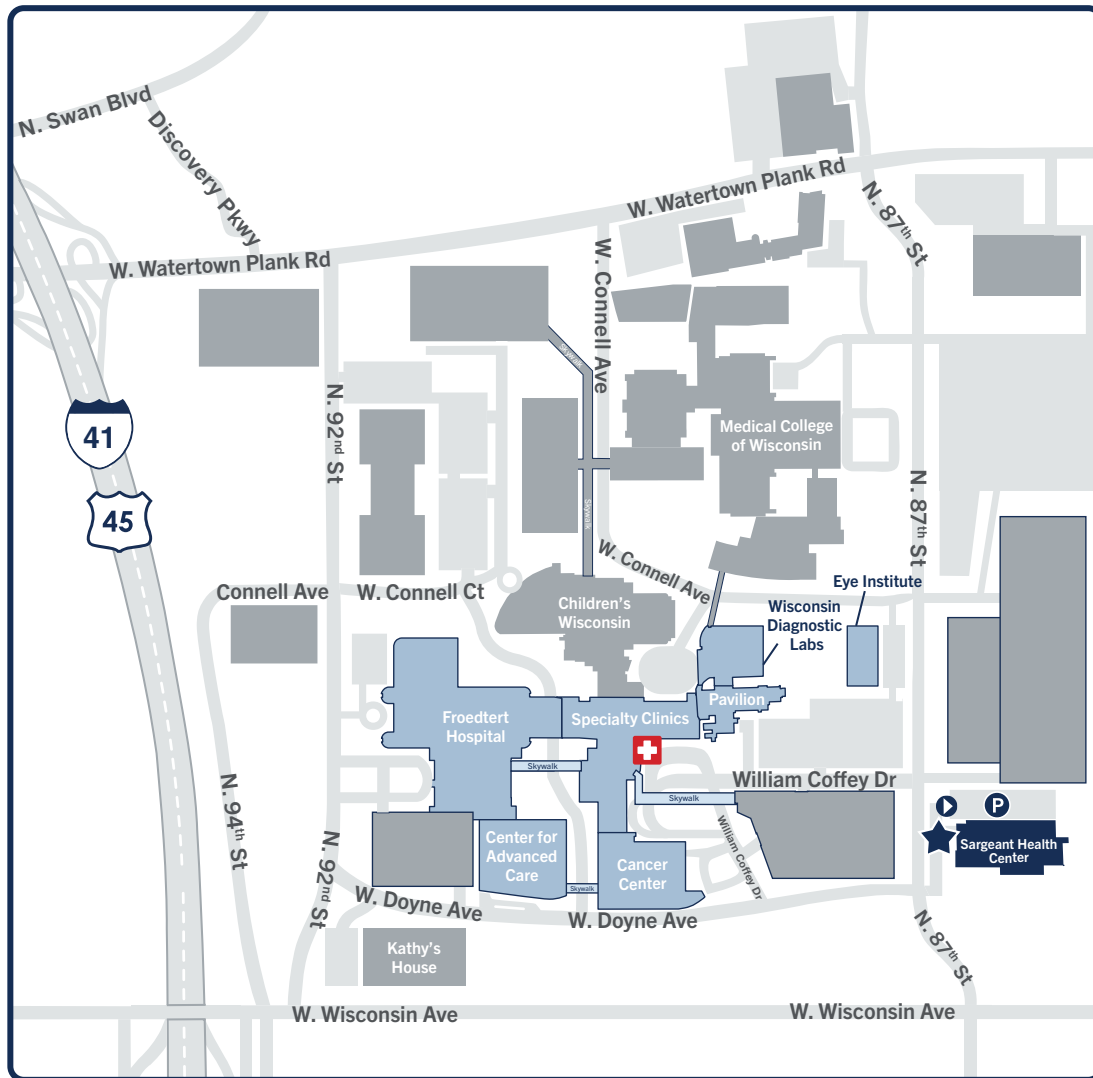 N. Swan Blvd
Discovery Pkwy
W. Watertown Plank Rd
W. Watertown Plank Rd
N. 87th St
W. Connell Ave
Skywalk
41
45
N. 92nd St
Medical College
of Wisconsin
N. 87th St
Skywalk
W. Connell Ave
Eye Institute
Connell Ave
W. Connell Ct
Children's
Wisconsin
Wisconsin
Diagnostic
Labs
Pavilion
Froedtert
Hospital
Specialty Clinics
Skywalk
William Coffey Dr
Skywalk
N. 94th St
P
William Coffey Dr
Sargeant Health
Center
Center for
Advanced
Care
Cancer
Center
N. 92nd St
Skywalk
W. Doyne Ave
W. Doyne Ave
N. 87th St
Kathy's
House
W. Wisconsin Ave
W. Wisconsin Ave